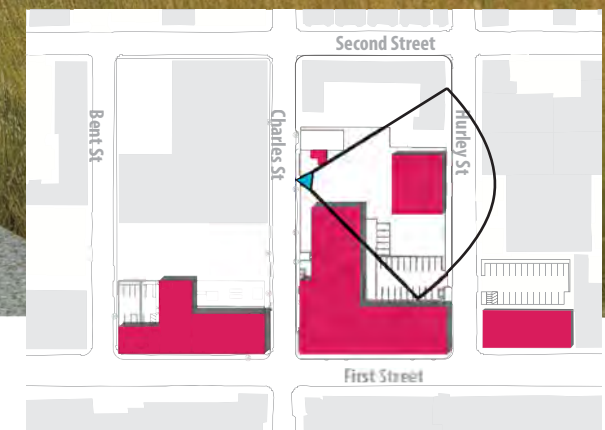 Second Street
Bent St
Charles St
Hurley St
First Street